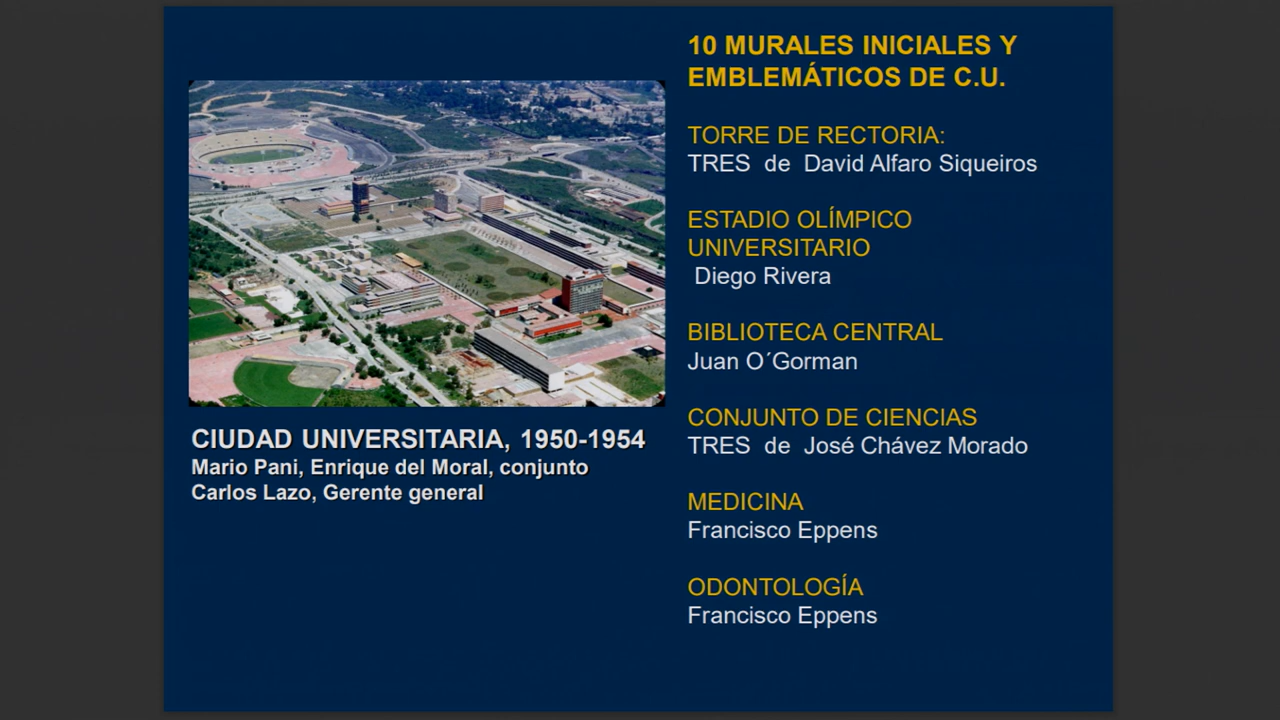 10 MURALES INICIALES Y
EMBLEMÁTICOS DE C.U.
TORRE DE RECTORIA:
TRES de David Alfaro Siqueiros
ESTADIO OLÍMPICO
UNIVERSITARIO
Diego Rivera
BIBLIOTECA CENTRAL
Juan O´Gorman
CONJUNTO DE CIENCIAS
TRES de José Chávez Morado
MEDICINA
Francisco Eppens
ODONTOLOGÍA
Francisco Eppens
CIUDAD UNIVERSITARIA, 1950-1954
Mario Pani, Enrique del Moral, conjunto
Carlos Lazo, Gerente general